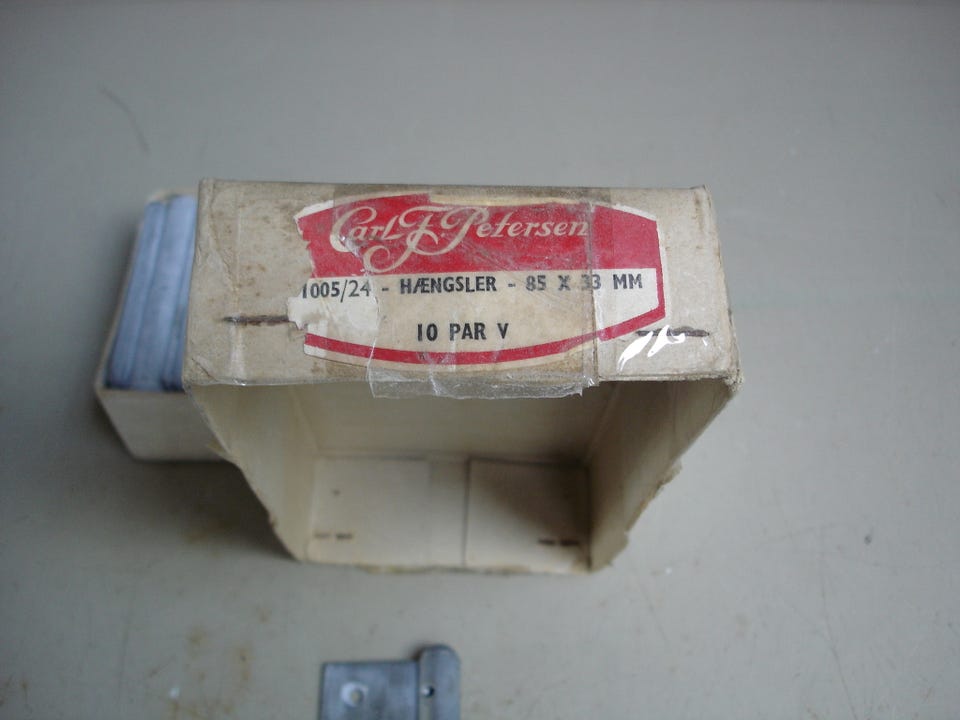 Carl F. Petersen
1005/24 - HÆNGSLER - 85 X 33 MM
10 PAR V